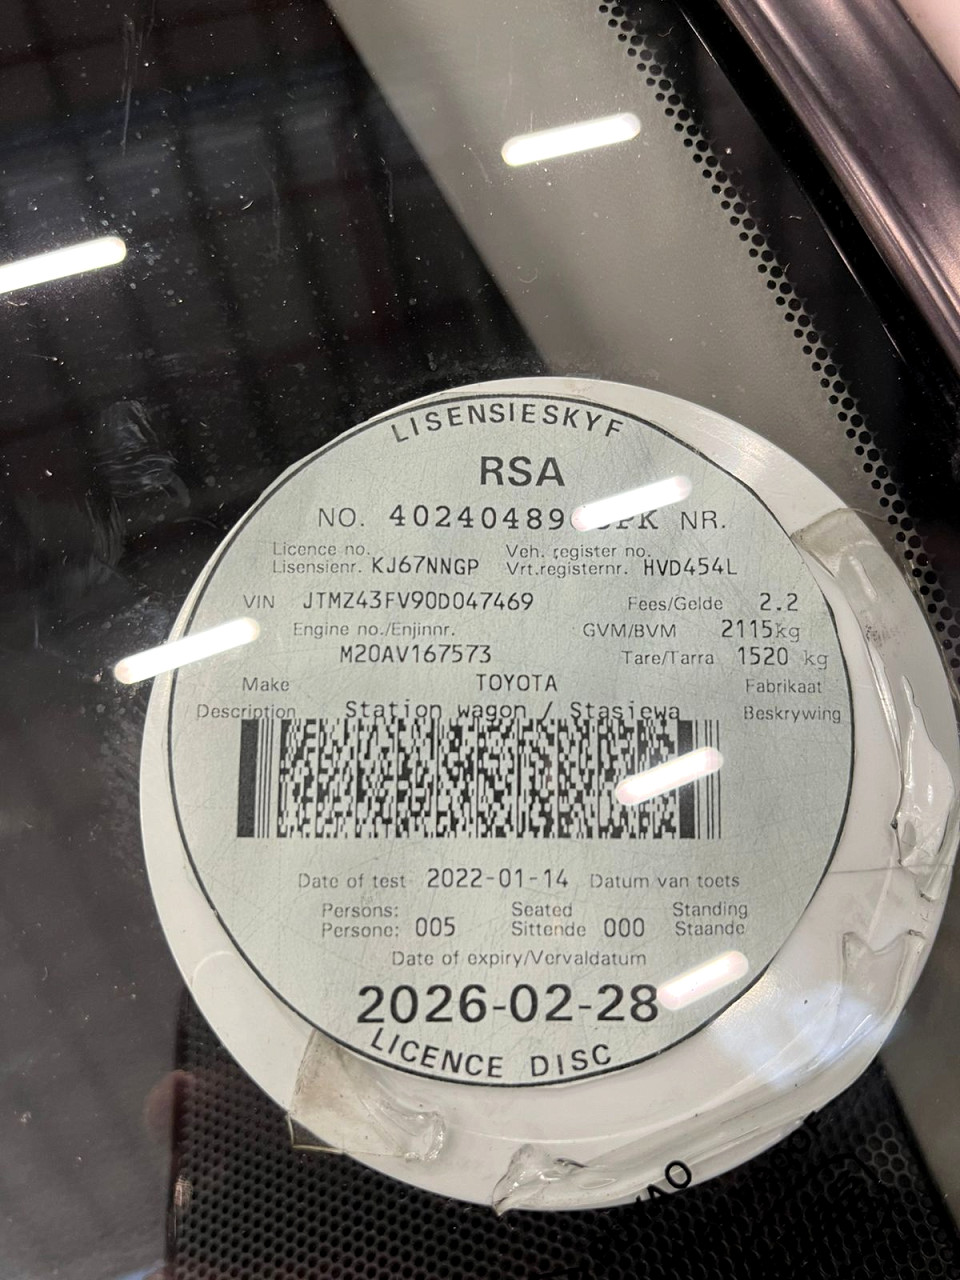 LISENSIESKYF
RSA
NO. 40240489 NR.
Licence no. Veh. register no.
Lisensienr. KJ67NNGP Vrt.registernr. HVD454L
VIN JTMZ43FV90D047469 Fees/Gelde 2.2
Engine no./Enjinnr. GVM/BVM 2115kg
M20AV167573 Tare/Tarra 1520 kg
Make TOYOTA Fabrikaat
Description Station wagon / Stasiewa Beskrywing
Date of test 2022-01-14 Datum van toets
Persons: Seated Standing
Persone: 005 Sittende 000 Staande
Date of expiry/Vervaldatum
2026-02-28
LICENCE DISC